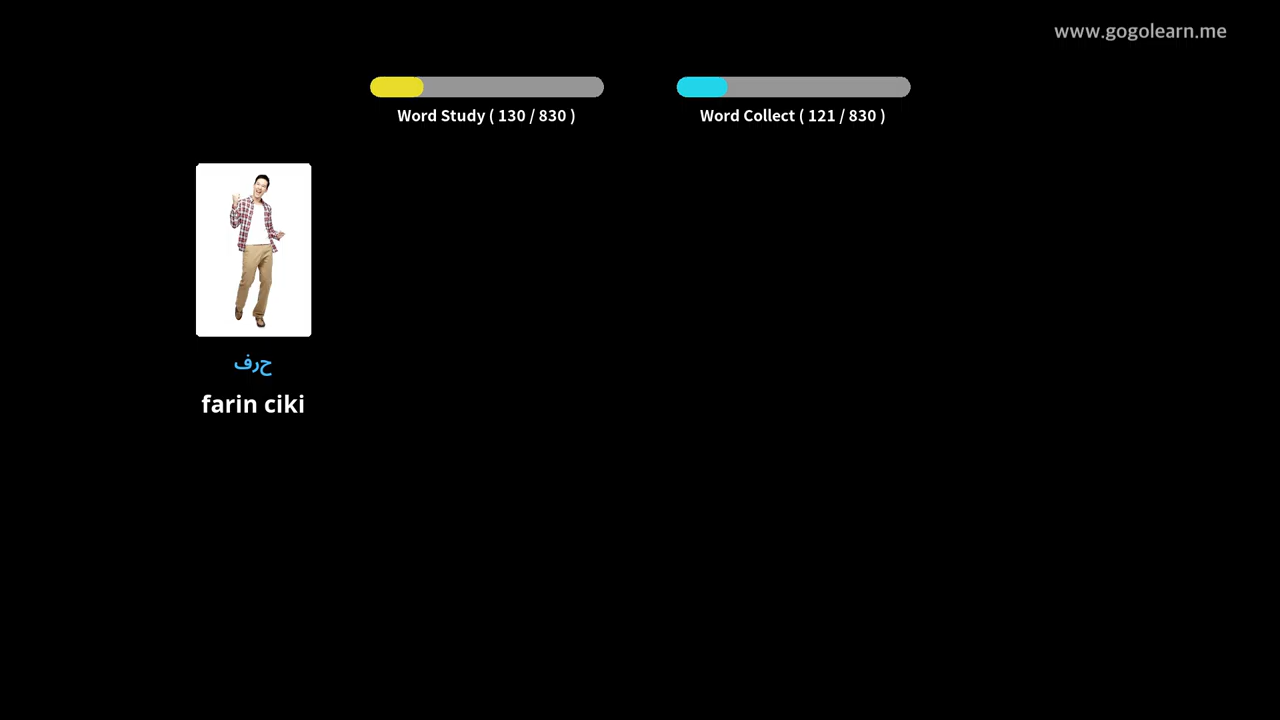 www.gogolearn.me
Word Study ( 130 / 830 )
Word Collect ( 121 / 830 )
حرف
farin ciki